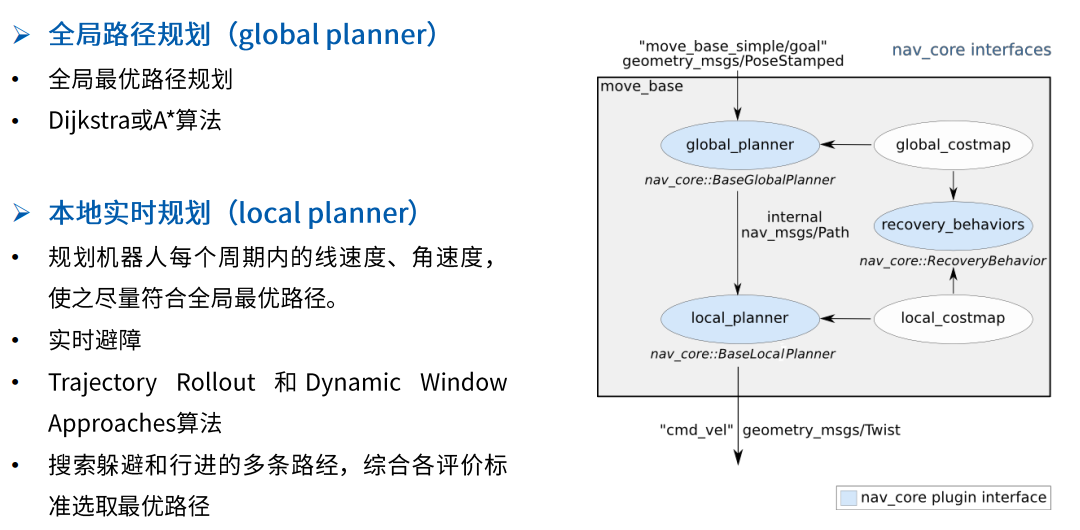 全局路径规划（global planner）
全局最优路径规划
Dijkstra或A*算法
本地实时规划（local planner）
规划机器人每个周期内的线速度、角速度，
使之尽量符合全局最优路径。
实时避障
Trajectory Rollout 和 Dynamic Window
Approaches算法
搜索躲避和行进的多条路经，综合各评价标
准选取最优路径
"move_base_simple/goal"
geometry_msgs/PoseStamped
nav_core interfaces
move_base
global_planner
global_costmap
nav_core::BaseGlobalPlanner
internal
nav_msgs/Path
recovery_behaviors
nav_core::RecoveryBehavior
local_planner
local_costmap
nav_core::BaseLocalPlanner
"cmd_vel" geometry_msgs/Twist
nav_core plugin interface